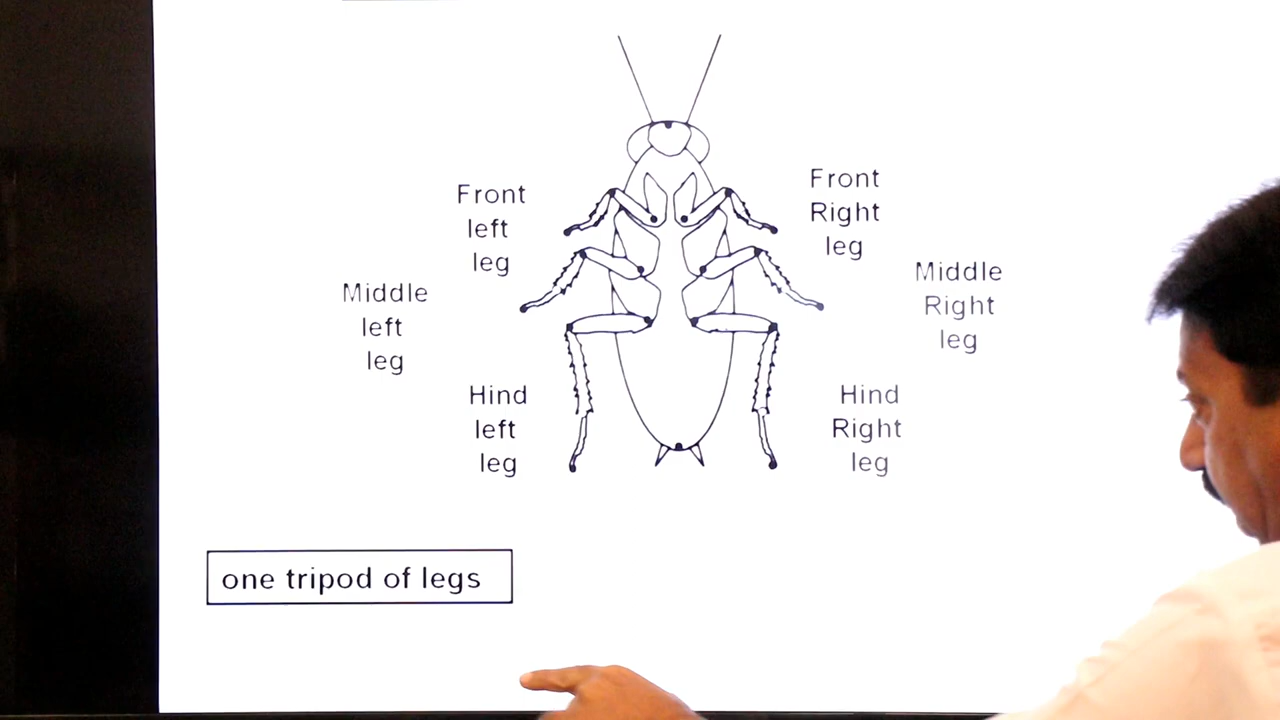 Front
left
leg
Front
Right
leg
Middle
left
leg
Middle
Right
leg
Hind
left
leg
Hind
Right
leg
one tripod of legs